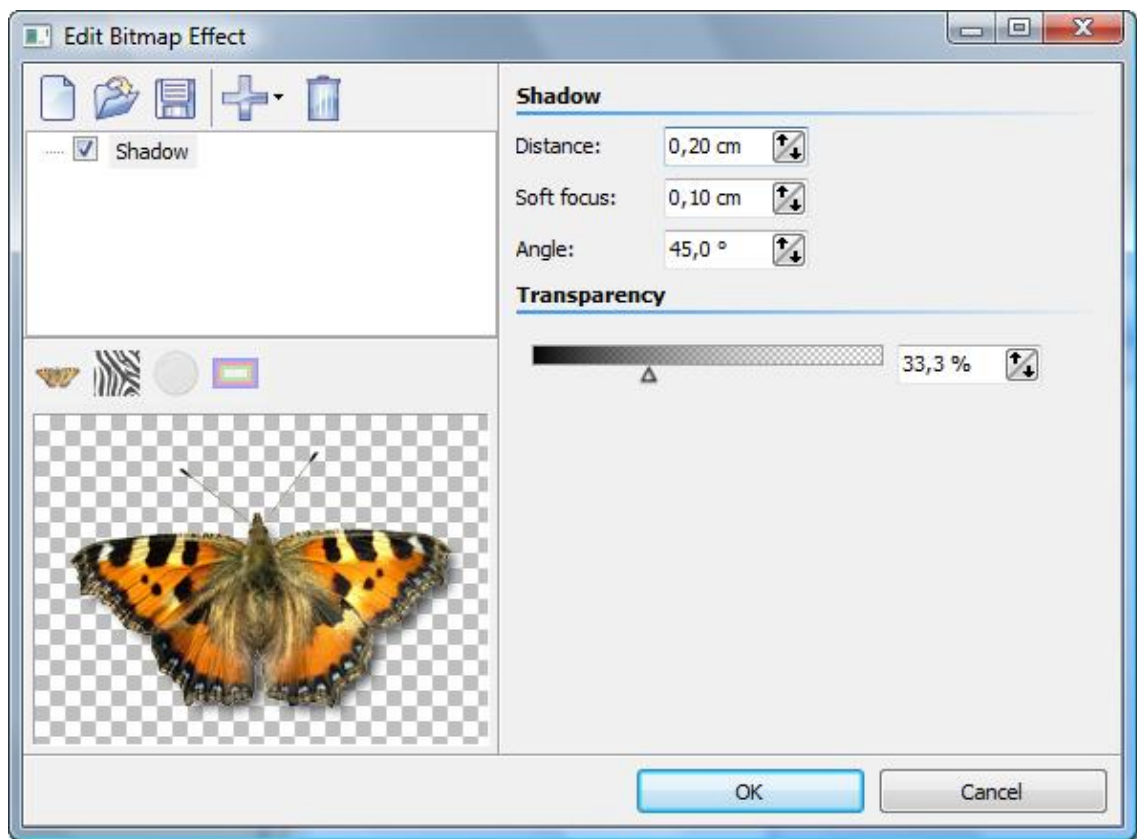 Edit Bitmap Effect
Shadow
Shadow
Distance: 0,20 cm
Soft focus: 0,10 cm
Angle: 45,0 °
Transparency
33,3 %
OK Cancel